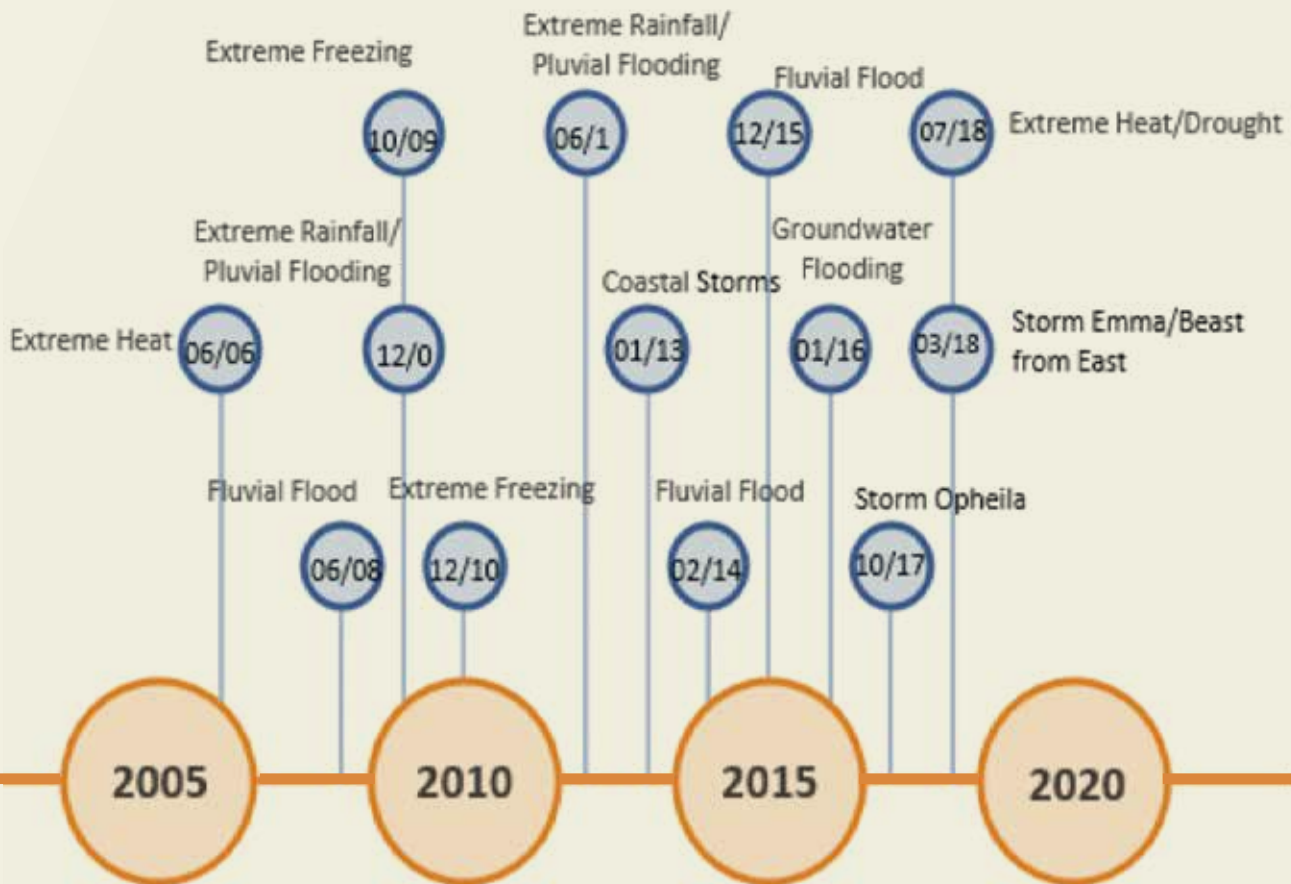 Extreme Freezing
10/09
Extreme Rainfall/
Pluvial Flooding
06/1
Fluvial Flood
12/15
07/18
Extreme Heat/Drought
Extreme Heat
06/06
Extreme Rainfall/
Pluvial Flooding
12/0
Coastal Storms
01/13
Groundwater
Flooding
01/16
03/18
Storm Emma/Beast
from East
Fluvial Flood
06/08
Extreme Freezing
12/10
Fluvial Flood
02/14
Storm Opheila
10/17
2005
2010
2015
2020